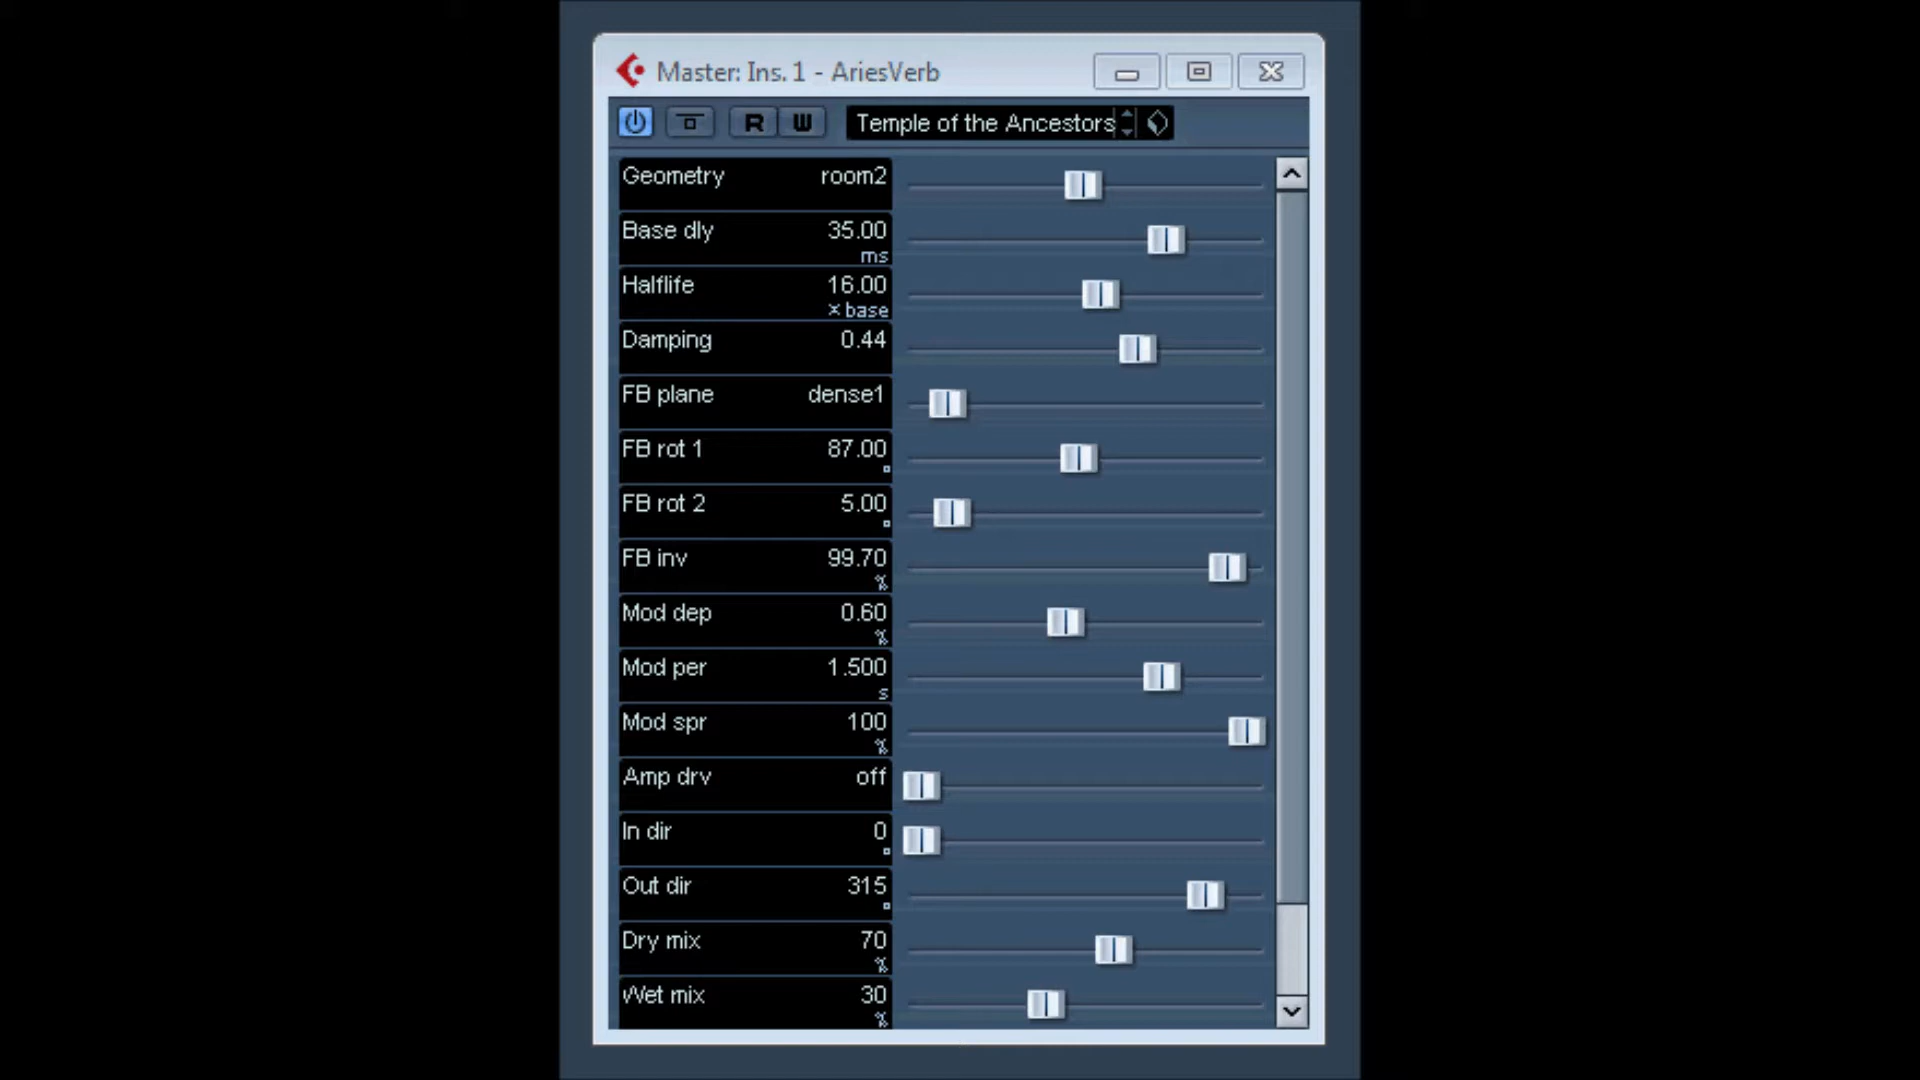 Master: Ins. 1 - AriesVerb
R W Temple of the Ancestors
Geometry room2
Base dly 35.00
ms
Halflife 16.00
× base
Damping 0.44
FB plane dense1
FB rot 1 87.00
°
FB rot 2 5.00
°
FB inv 99.70
%
Mod dep 0.60
%
Mod per 1.500
s
Mod spr 100
%
Amp drv off
In dir 0
°
Out dir 315
°
Dry mix 70
%
Wet mix 30
%